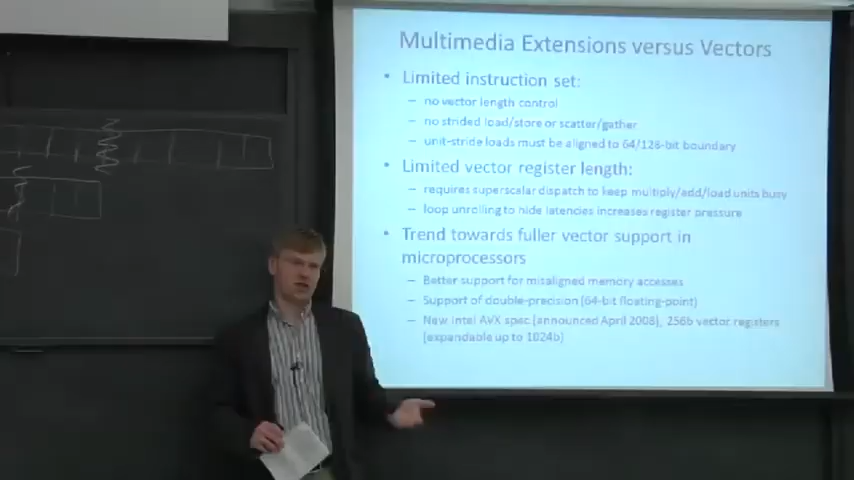 Multimedia Extensions versus Vectors
• Limited instruction set:
– no vector length control
– no strided load/store or scatter/gather
– unit-stride loads must be aligned to 64/128-bit boundary
• Limited vector register length:
– requires superscalar dispatch to keep multiply/add/load units busy
– loop unrolling to hide latencies increases register pressure
• Trend towards fuller vector support in
microprocessors
– Better support for misaligned memory accesses
– Support of double-precision (64-bit floating-point)
– New Intel AVX spec (announced April 2008), 256b vector registers
(expandable up to 1024b)